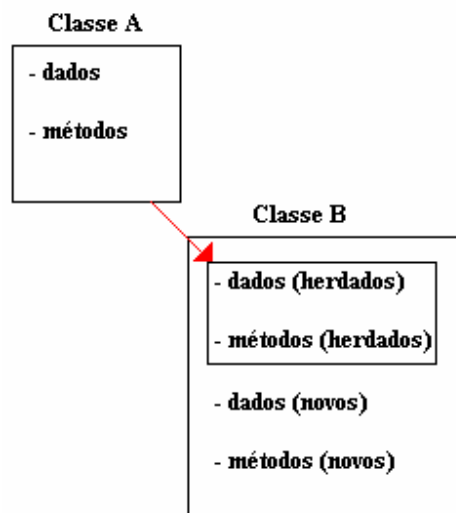 Classe A
- dados
- métodos
Classe B
- dados (herdados)
- métodos (herdados)
- dados (novos)
- métodos (novos)